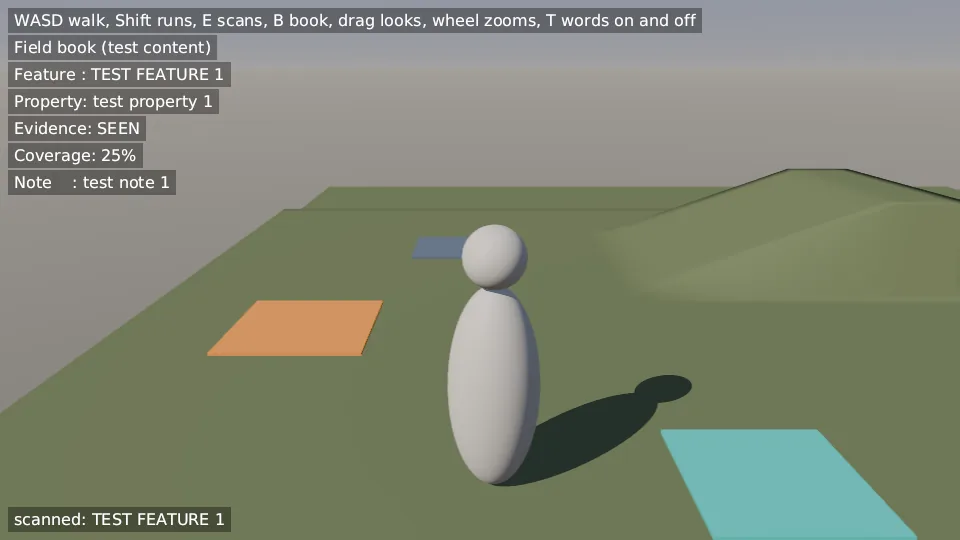 WASD walk, Shift runs, E scans, B book, drag looks, wheel zooms, T words on and off
Field book (test content)
Feature : TEST FEATURE 1
Property: test property 1
Evidence: SEEN
Coverage: 25%
Note    : test note 1
scanned: TEST FEATURE 1